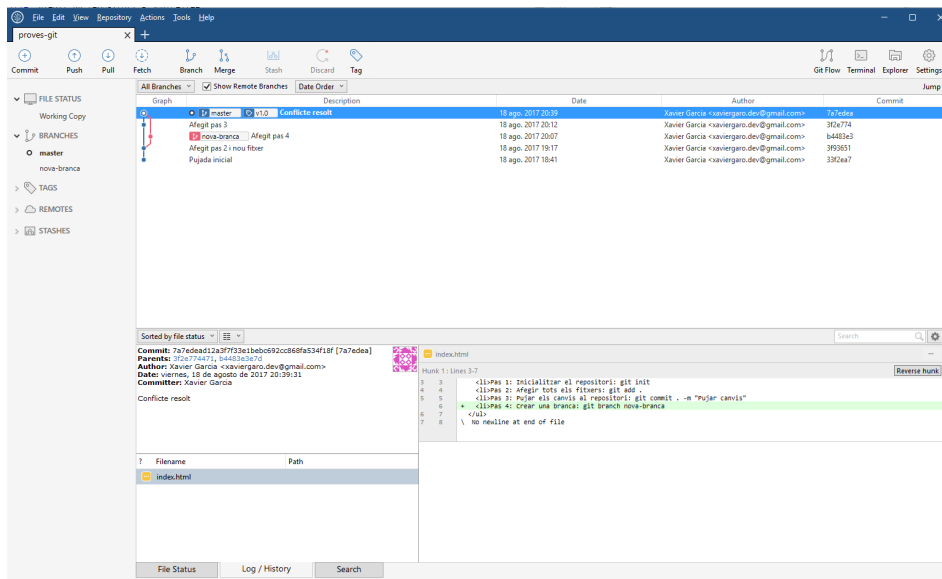 File Edit View Repository Actions Tools Help
proves-git X +
Commit Push Pull Fetch Branch Merge Stash Discard Tag Git Flow Terminal Explorer Settings
All Branches Show Remote Branches Date Order Jump
FILE STATUS
Working Copy
BRANCHES
master
nova-branca
TAGS
REMOTES
STASHES
Graph Description Date Author Commit
master v1.0 Conflicte resolt 18 ago. 2017 20:39 Xavier Garcia <xaviergaro.dev@gmail.com> 7a7edea
Afegit pas 3 18 ago. 2017 20:12 Xavier Garcia <xaviergaro.dev@gmail.com> 3f2e774
nova-branca Afegit pas 4 18 ago. 2017 20:07 Xavier Garcia <xaviergaro.dev@gmail.com> b4483e3
Afegit pas 2 i nou fitxer 18 ago. 2017 19:17 Xavier Garcia <xaviergaro.dev@gmail.com> 3f93651
Pujada inicial 18 ago. 2017 18:41 Xavier Garcia <xaviergaro.dev@gmail.com> 33f2ea7
Sorted by file status Search
Commit: 7a7edead12a3f7f33e1bebc692cc868fa534f18f [7a7edea]
Parents: 3f2e774471, b4483e3e7d
Author: Xavier Garcia <xaviergaro.dev@gmail.com>
Date: viernes, 18 de agosto de 2017 20:39:31
Committer: Xavier Garcia
Conflicte resolt
? Filename Path
index.html
index.html
Hunk 1 : Lines 3-7 Reverse hunk
3 3 <li>Pas 1: Inicialitzar el repositori: git init
4 4 <li>Pas 2: Afegir tots els fitxers: git add .
5 5 <li>Pas 3: Pujar els canvis al repositori: git commit . -m "Pujar canvis"
6 + <li>Pas 4: Crear una branca: git branch nova-branca
6 7 </ul>
7 8 \ No newline at end of file
File Status Log / History Search